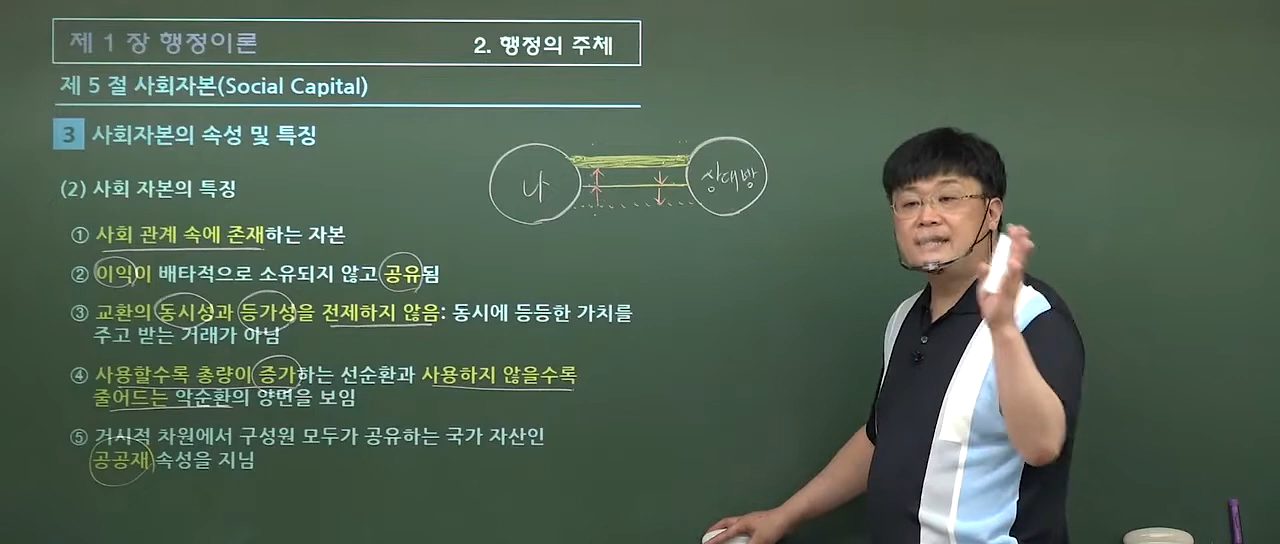 제 1 장 행정이론
2. 행정의 주체
제 5 절 사회자본(Social Capital)
3 사회자본의 속성 및 특징
(2) 사회 자본의 특징
나
상대방
① 사회 관계 속에 존재하는 자본
② 이익이 배타적으로 소유되지 않고 공유됨
③ 교환의 동시성과 등가성을 전제하지 않음: 동시에 등등한 가치를
주고 받는 거래가 아님
④ 사용할수록 총량이 증가하는 선순환과 사용하지 않을수록
줄어드는 악순환의 양면을 보임
⑤ 거시적 차원에서 구성원 모두가 공유하는 국가 자산인
공공재 속성을 지님